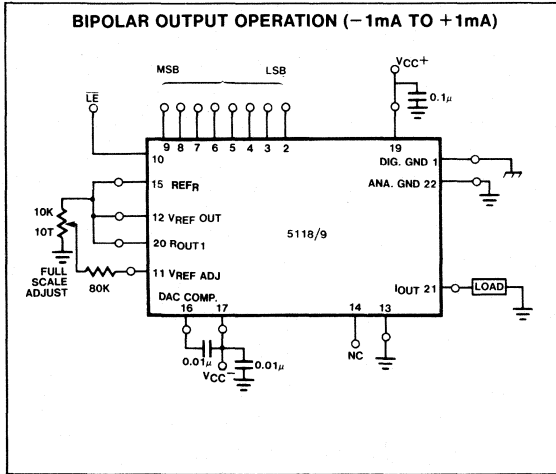 BIPOLAR OUTPUT OPERATION (−1mA TO +1mA)
MSB LSB
VCC+
LE
0.1μ
9 8 7 6 5 4 3 2
19
10
DIG. GND 1
15 REFR
ANA. GND 22
10K
10T
12 VREF OUT
20 ROUT1
5118/9
FULL
SCALE
ADJUST
80K
11 VREF ADJ
IOUT 21
LOAD
DAC COMP.
16 17
14 13
0.01μ
0.01μ
VCC−
NC